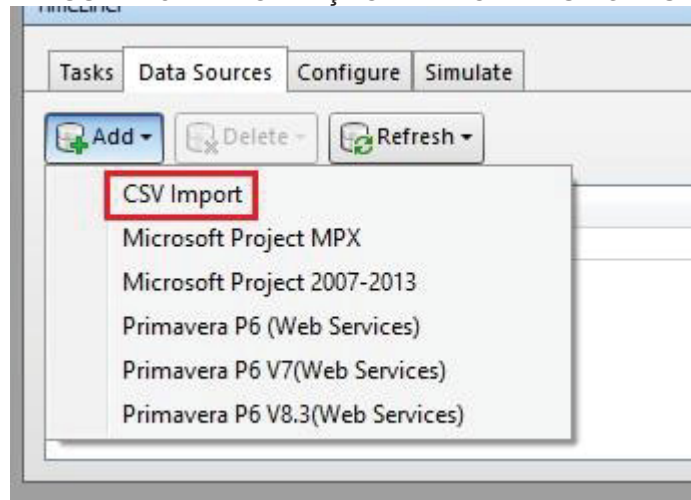 TimeLiner
Tasks Data Sources Configure Simulate
Add Delete Refresh
CSV Import
Microsoft Project MPX
Microsoft Project 2007-2013
Primavera P6 (Web Services)
Primavera P6 V7(Web Services)
Primavera P6 V8.3(Web Services)